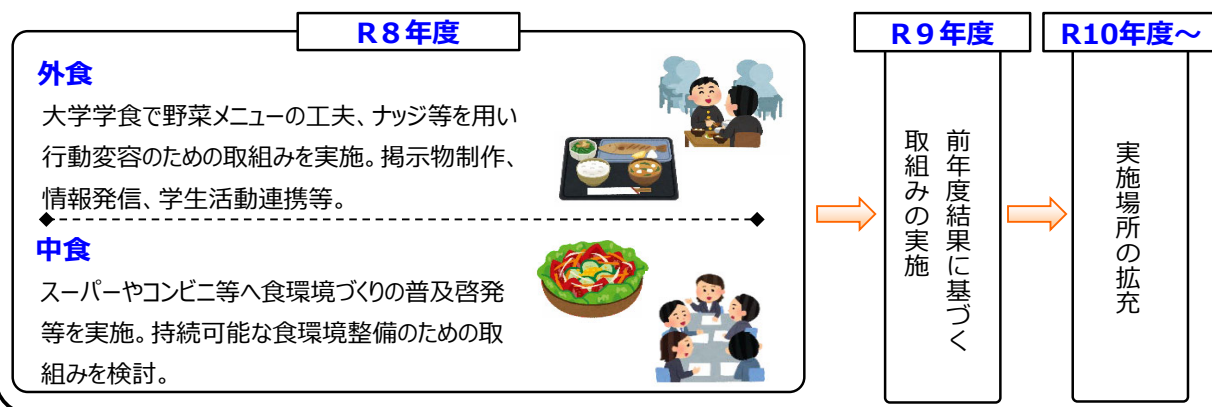 R８年度
外食
大学学食で野菜メニューの工夫、ナッジ等を用い
行動変容のための取組みを実施。掲示物制作、
情報発信、学生活動連携等。
中食
スーパーやコンビニ等へ食環境づくりの普及啓発
等を実施。持続可能な食環境整備のための取
組みを検討。
R９年度
前年度結果に基づく
取組みの実施
R10年度～
実施場所の拡充